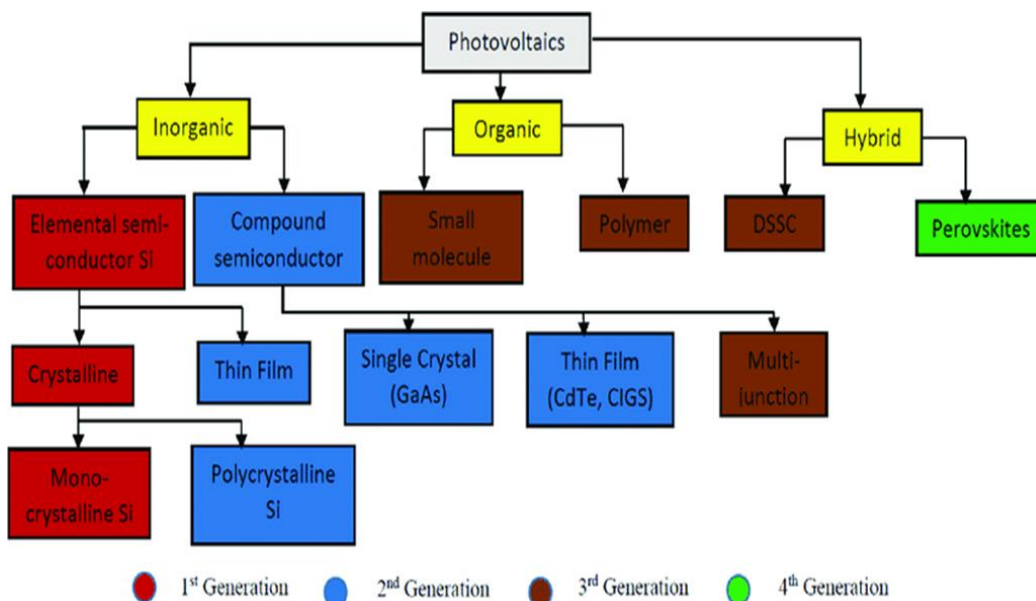 Photovoltaics
Inorganic
Organic
Hybrid
Elemental semi-
conductor Si
Compound
semiconductor
Small
molecule
Polymer
DSSC
Perovskites
Crystalline
Thin Film
Single Crystal
(GaAs)
Thin Film
(CdTe, CIGS)
Multi-
junction
Mono-
crystalline Si
Polycrystalline
Si
1st Generation
2nd Generation
3rd Generation
4th Generation